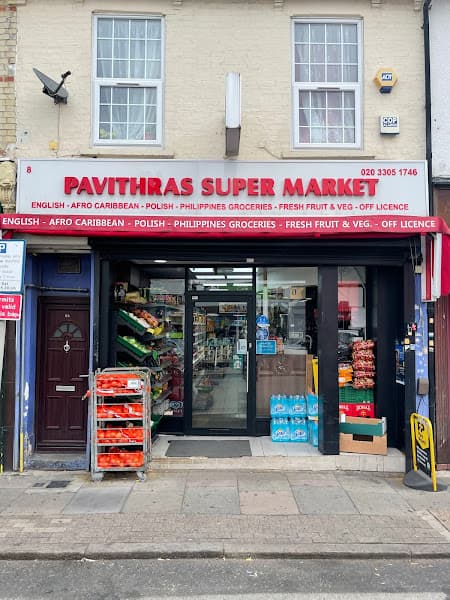 ADT
CDP
8
020 3305 1746
PAVITHRAS SUPER MARKET
ENGLISH - AFRO CARIBBEAN - POLISH - PHILIPPINES GROCERIES - FRESH FRUIT & VEG - OFF LICENCE
ENGLISH - AFRO CARIBBEAN - POLISH - PHILIPPINES GROCERIES - FRESH FRUIT & VEG. - OFF LICENCE
P